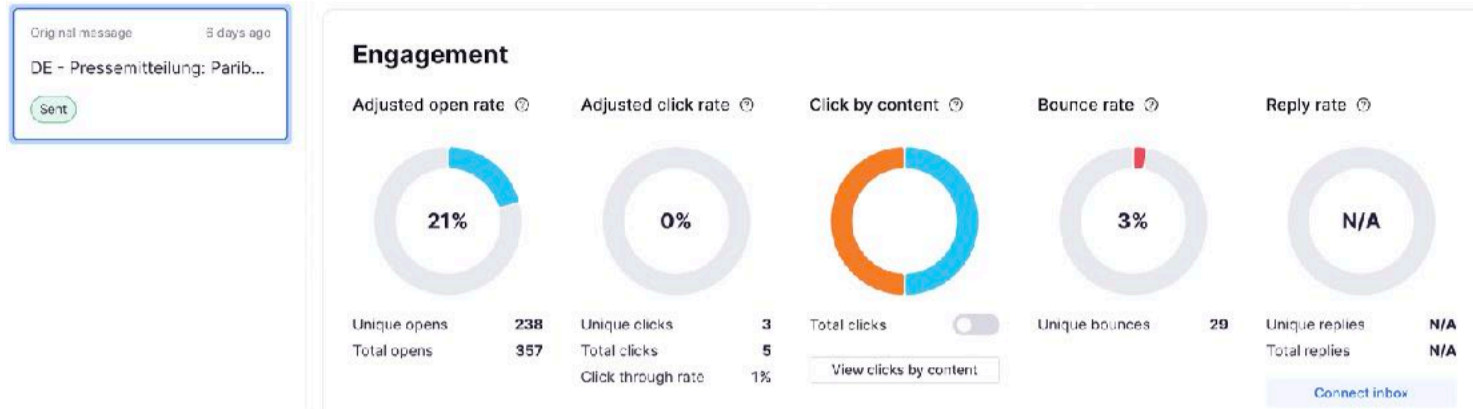 Original message 6 days ago
DE - Pressemitteilung: Parib...
Sent
Engagement
Adjusted open rate
21%
Unique opens 238
Total opens 357
Adjusted click rate
0%
Unique clicks 3
Total clicks 5
Click through rate 1%
Click by content
Total clicks
View clicks by content
Bounce rate
3%
Unique bounces 29
Reply rate
N/A
Unique replies N/A
Total replies N/A
Connect inbox